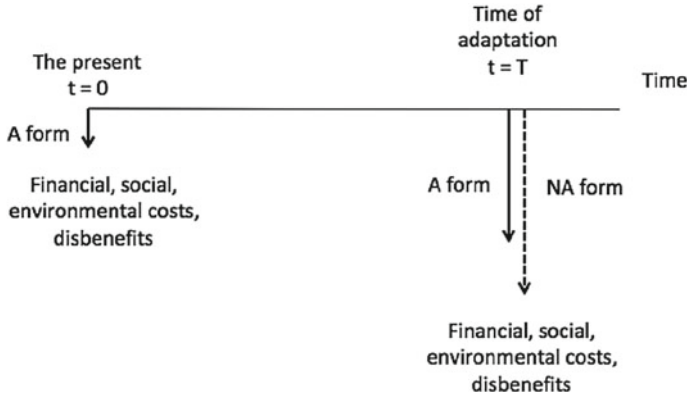 Time of
adaptation
t = T
The present
t = 0
Time
A form
Financial, social,
environmental costs,
disbenefits
A form
NA form
Financial, social,
environmental costs,
disbenefits